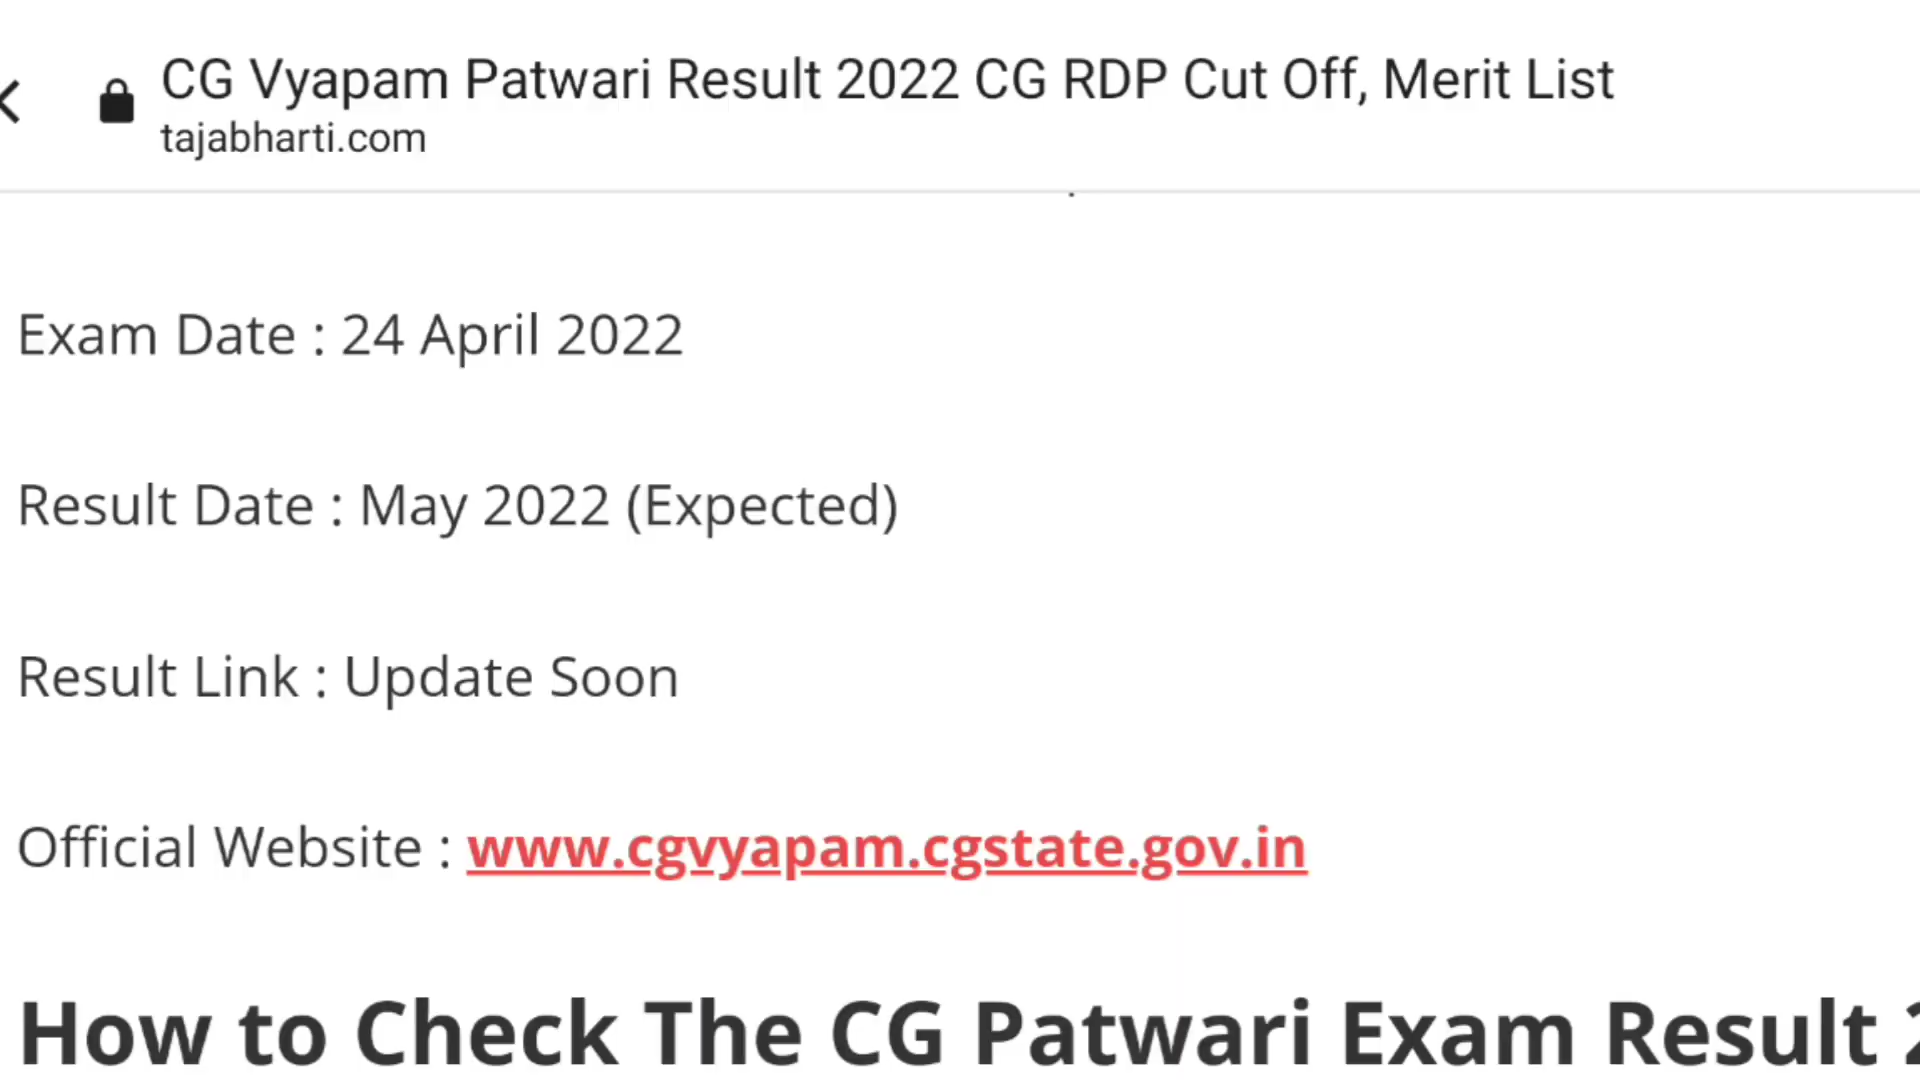 CG Vyapam Patwari Result 2022 CG RDP Cut Off, Merit List
tajabharti.com
Exam Date : 24 April 2022
Result Date : May 2022 (Expected)
Result Link : Update Soon
Official Website : www.cgvyapam.cgstate.gov.in
How to Check The CG Patwari Exam Result